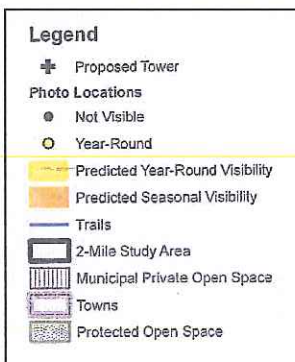 Legend
Proposed Tower
Photo Locations
Not Visible
Year-Round
Predicted Year-Round Visibility
Predicted Seasonal Visibility
Trails
2-Mile Study Area
Municipal Private Open Space
Towns
Protected Open Space